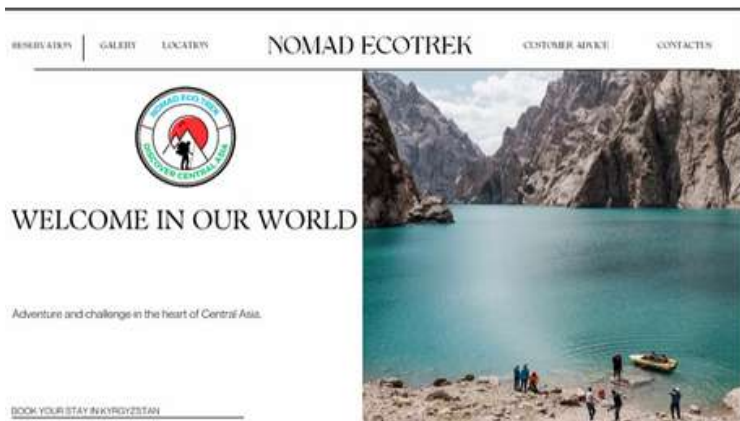 RESERVATION
GALERY
LOCATION
NOMAD ECOTREK
CUSTOMER ADVICE
CONTACT US
NOMAD ECO TREK
DISCOVER CENTRAL ASIA
WELCOME IN OUR WORLD
Adventure and challenge in the heart of Central Asia.
BOOK YOUR STAY IN KYRGYZSTAN